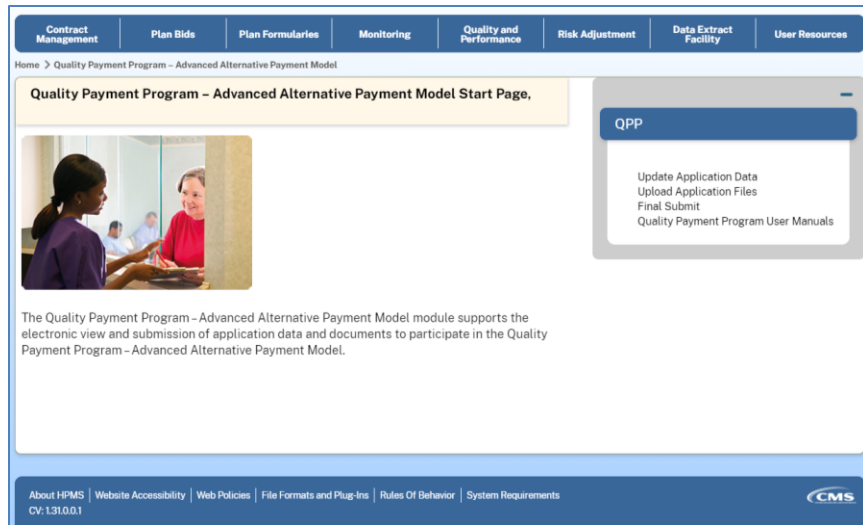 Contract Management
Plan Bids
Plan Formularies
Monitoring
Quality and Performance
Risk Adjustment
Data Extract Facility
User Resources
Home > Quality Payment Program – Advanced Alternative Payment Model
Quality Payment Program – Advanced Alternative Payment Model Start Page,
QPP
Update Application Data
Upload Application Files
Final Submit
Quality Payment Program User Manuals
The Quality Payment Program – Advanced Alternative Payment Model module supports the
electronic view and submission of application data and documents to participate in the Quality
Payment Program – Advanced Alternative Payment Model.
About HPMS | Website Accessibility | Web Policies | File Formats and Plug-Ins | Rules Of Behavior | System Requirements
CV: 1.31.0.0.1
CMS